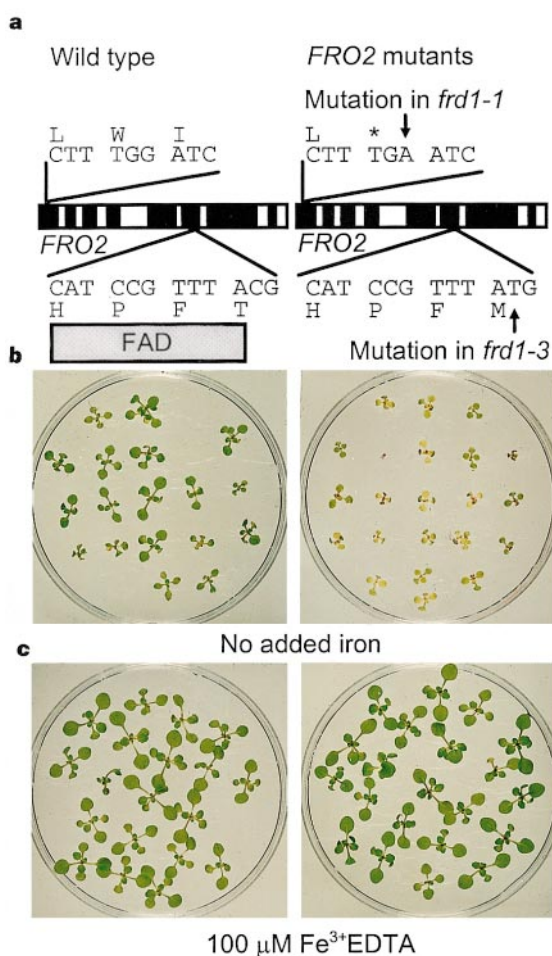 a
Wild type
FRO2 mutants
Mutation in frd1-1
L W I
CTT TGG ATC
L *
CTT TGA ATC
FRO2
FRO2
CAT CCG TTT ACG
H P F T
FAD
CAT CCG TTT ATG
H P F M
Mutation in frd1-3
b
No added iron
c
100 μM Fe³⁺EDTA